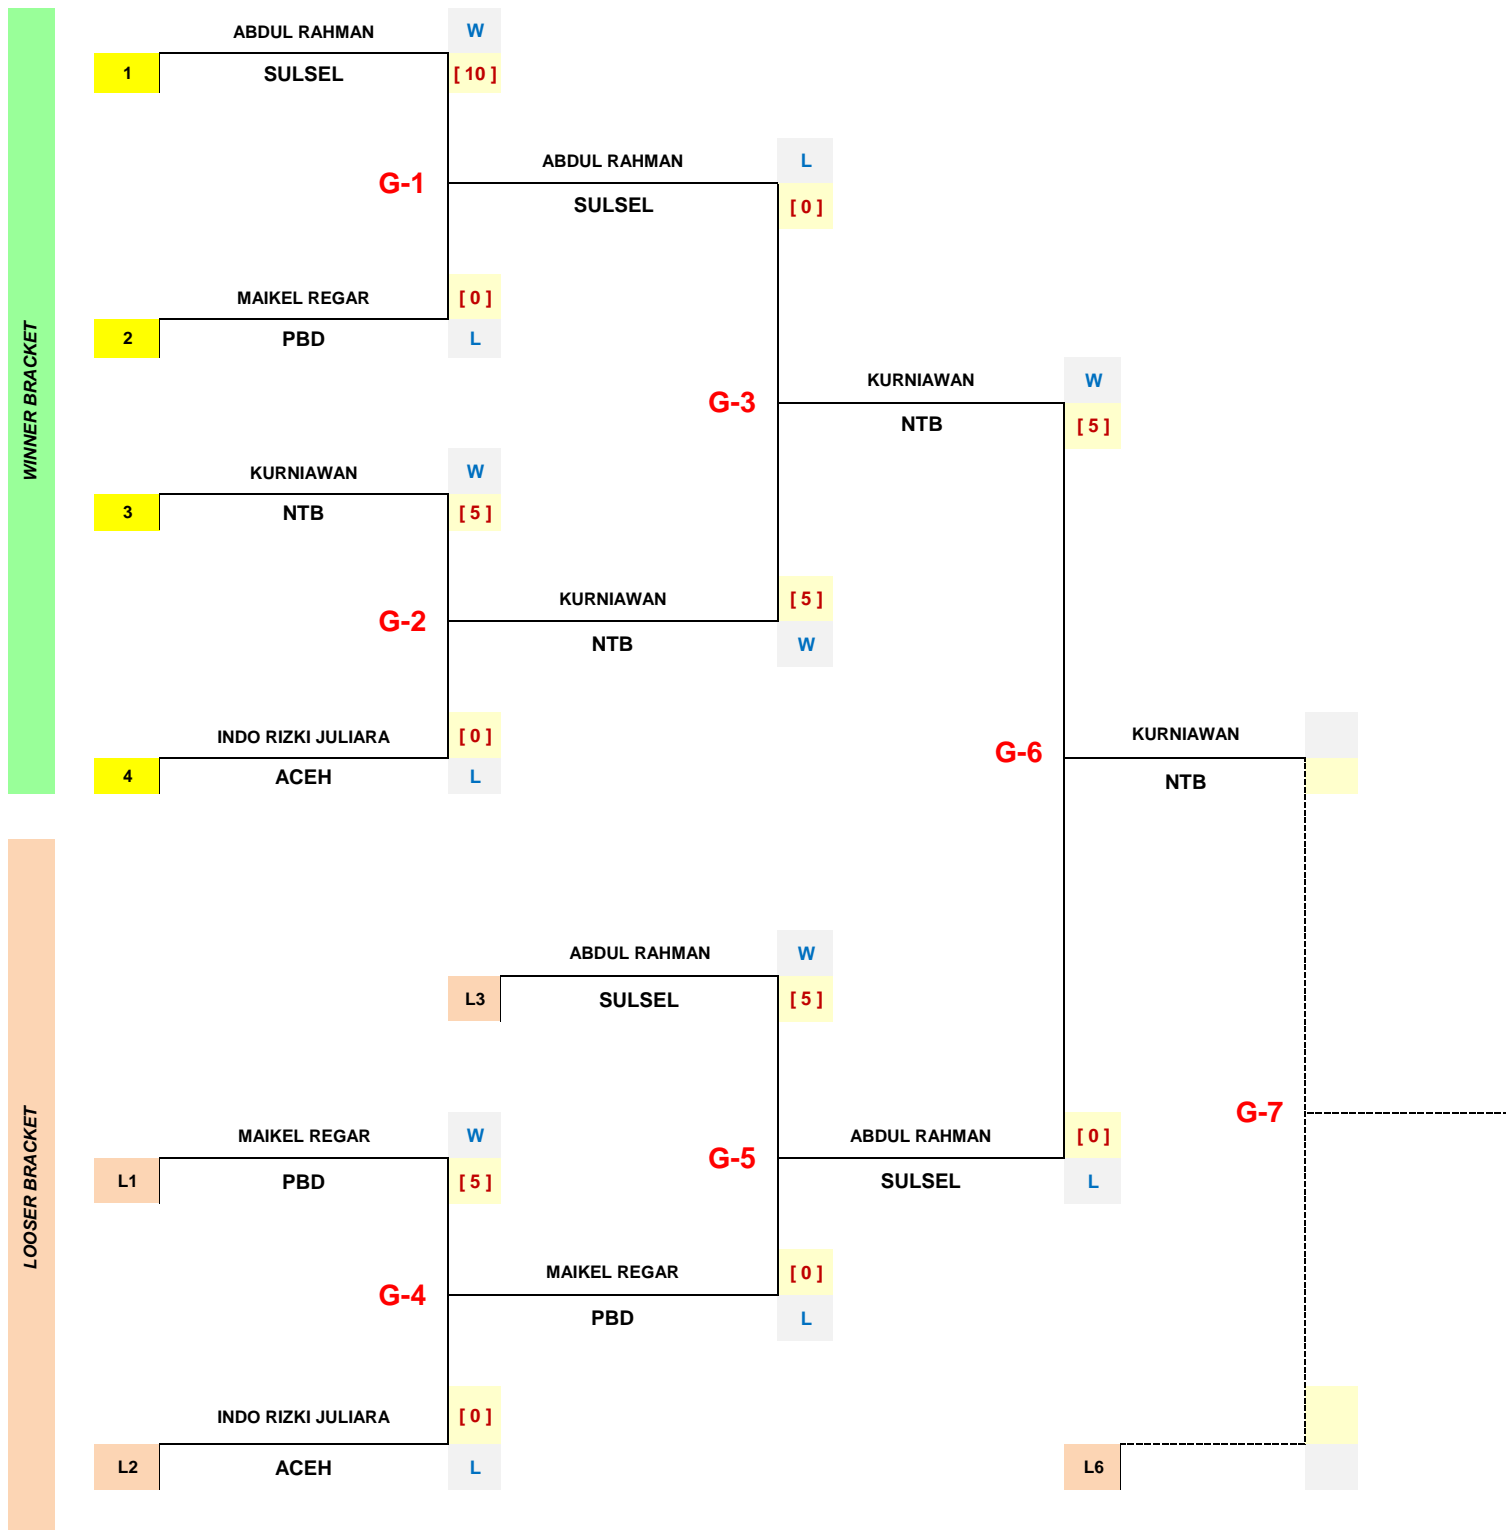 WINNER BRACKET
ABDUL RAHMAN
W
1
SULSEL
[ 10 ]
G-1
MAIKEL REGAR
[ 0 ]
2
PBD
L
KURNIAWAN
W
3
NTB
[ 5 ]
G-2
INDO RIZKI JULIARA
[ 0 ]
4
ACEH
L
ABDUL RAHMAN
L
SULSEL
[ 0 ]
G-3
KURNIAWAN
[ 5 ]
NTB
W
KURNIAWAN
W
NTB
[ 5 ]
G-6
KURNIAWAN
NTB
LOOSER BRACKET
ABDUL RAHMAN
W
L3
SULSEL
[ 5 ]
MAIKEL REGAR
W
L1
PBD
[ 5 ]
G-4
INDO RIZKI JULIARA
[ 0 ]
L2
ACEH
L
G-5
MAIKEL REGAR
[ 0 ]
PBD
L
ABDUL RAHMAN
[ 0 ]
SULSEL
L
G-7
L6